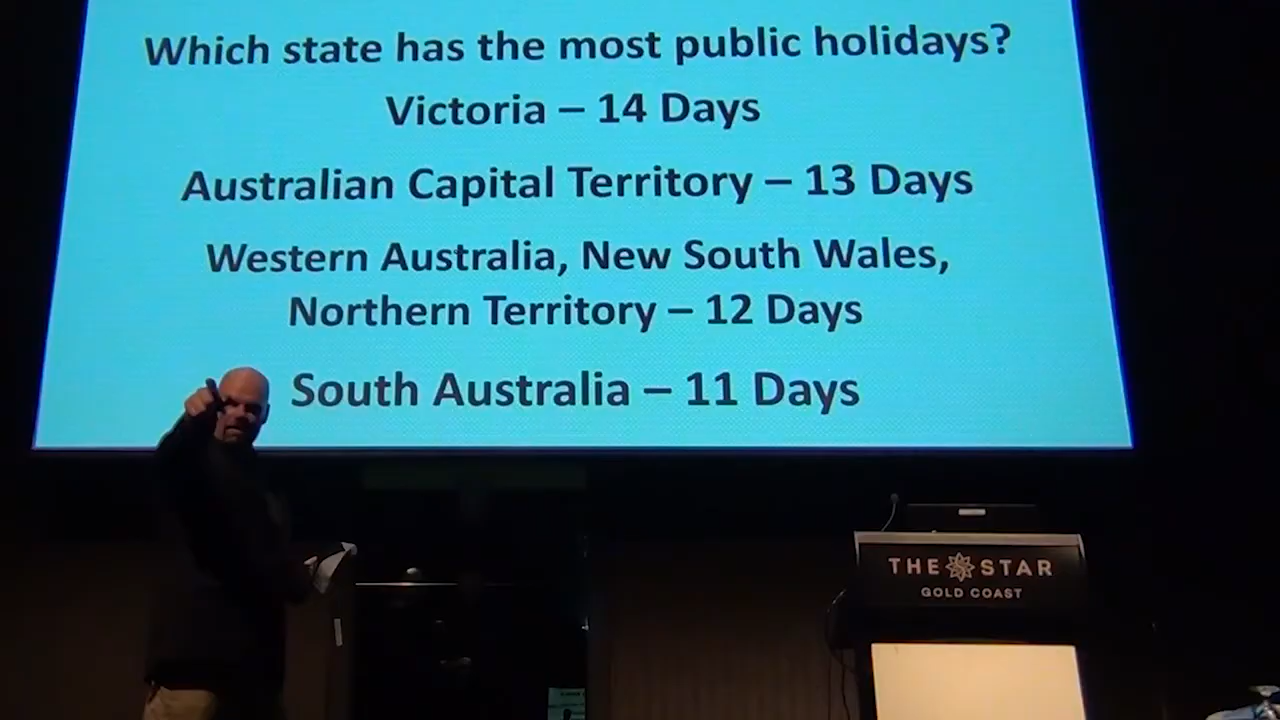 Which state has the most public holidays?
Victoria – 14 Days
Australian Capital Territory – 13 Days
Western Australia, New South Wales,
Northern Territory – 12 Days
South Australia – 11 Days
THE STAR
GOLD COAST